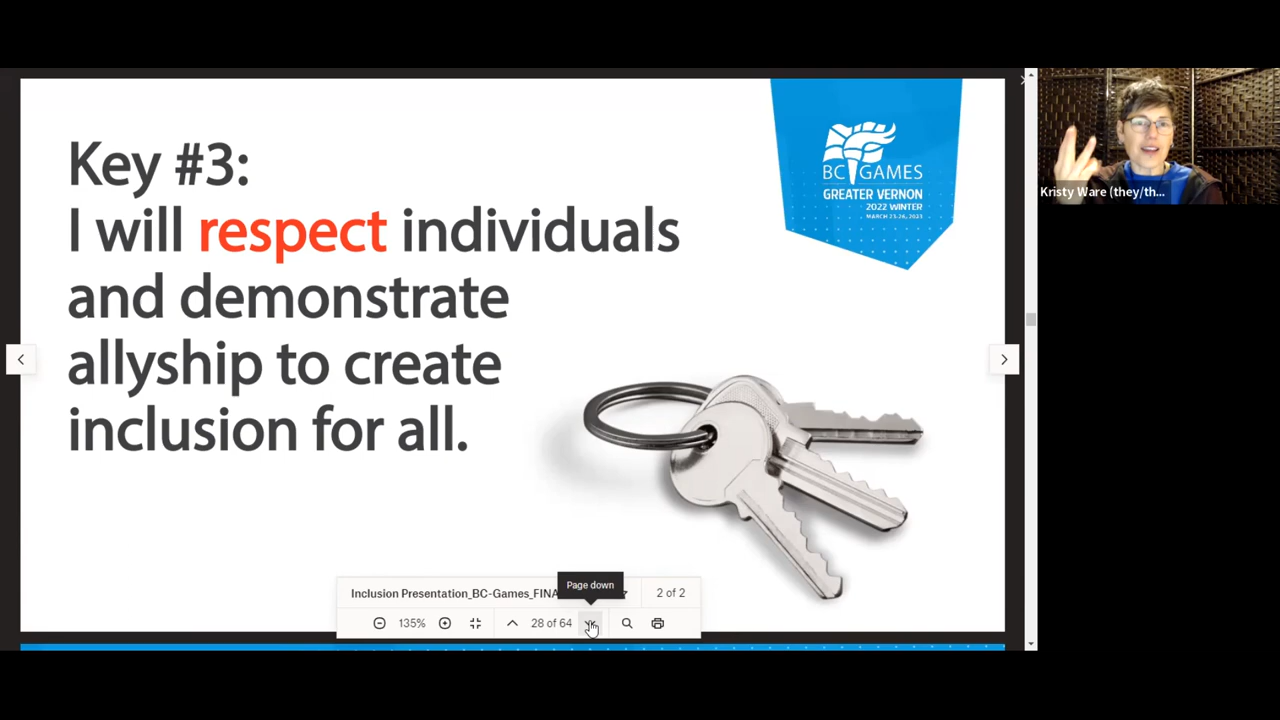 Key #3:
I will respect individuals
and demonstrate
allyship to create
inclusion for all.
BC GAMES
GREATER VERNON
2022 WINTER
MARCH 23-26, 2023
Kristy Ware (they/th...
Page down
Inclusion Presentation_BC-Games_FINA
2 of 2
135%
28 of 64